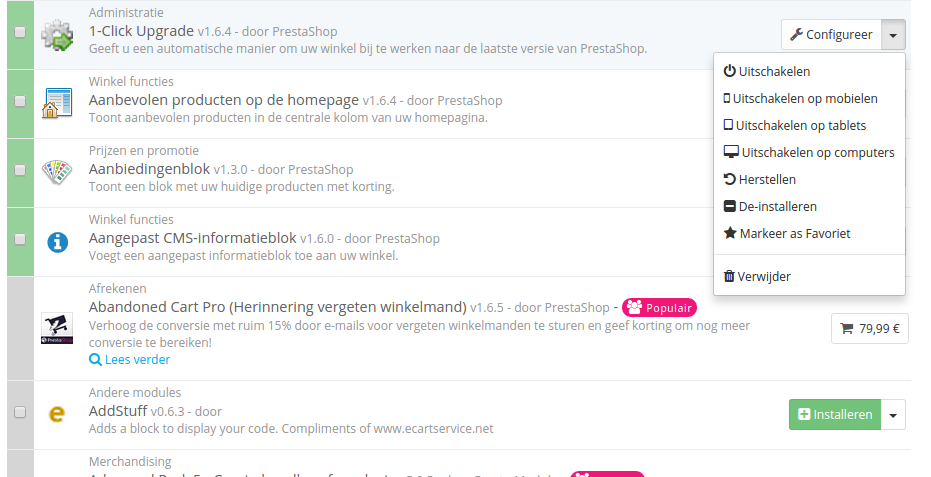 Administratie
1-Click Upgrade v1.6.4 - door PrestaShop
Geeft u een automatische manier om uw winkel bij te werken naar de laatste versie van PrestaShop.
Configureer
Uitschakelen
Uitschakelen op mobielen
Uitschakelen op tablets
Uitschakelen op computers
Herstellen
De-installeren
Markeer as Favoriet
Verwijder
Winkel functies
Aanbevolen producten op de homepage v1.6.4 - door PrestaShop
Toont aanbevolen producten in de centrale kolom van uw homepagina.
Prijzen en promotie
Aanbiedingenblok v1.3.0 - door PrestaShop
Toont een blok met uw huidige producten met korting.
Winkel functies
Aangepast CMS-informatieblok v1.6.0 - door PrestaShop
Voegt een aangepast informatieblok toe aan uw winkel.
Afrekenen
Abandoned Cart Pro (Herinnering vergeten winkelmand) v1.6.5 - door PrestaShop - Populair
Verhoog de conversie met ruim 15% door e-mails voor vergeten winkelmanden te sturen en geef korting om nog meer
conversie te bereiken!
Lees verder
79,99 €
Andere modules
AddStuff v0.6.3 - door
Adds a block to display your code. Compliments of www.ecartservice.net
Installeren
Merchandising